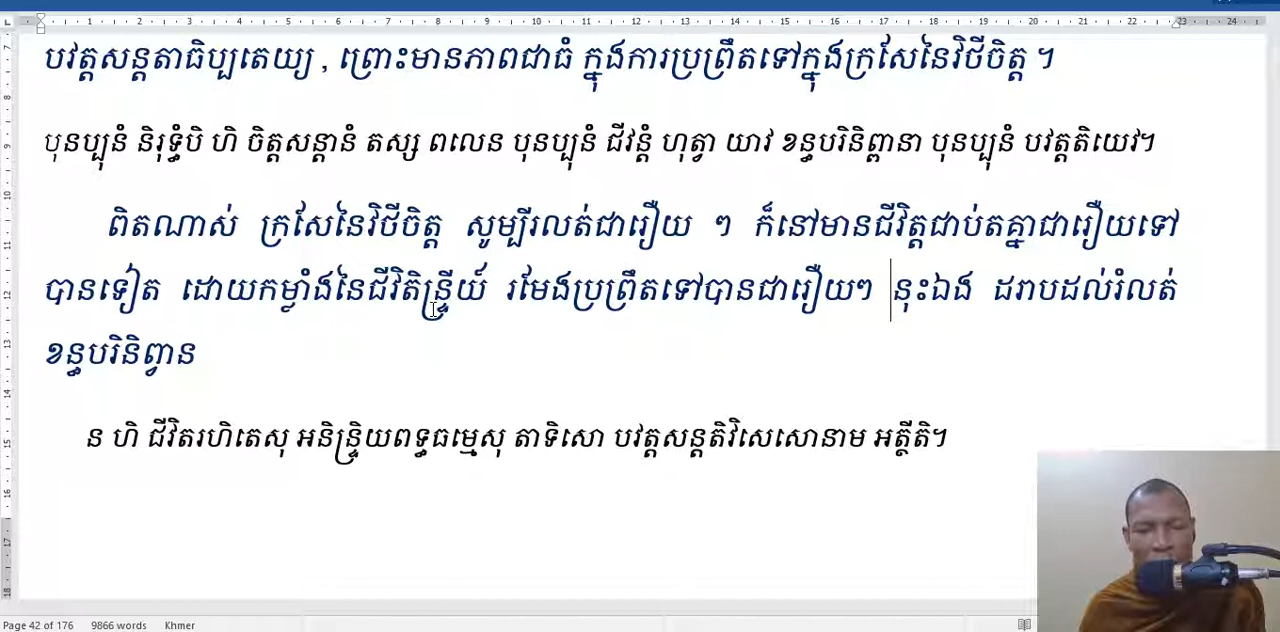 បវត្តសន្តតាធិប្បតេយ្យ , ព្រោះមានភាពជាធំ ក្នុងការប្រព្រឹតទៅក្នុងក្រសែនៃវិថីចិត្ត ។
បុនប្បុនំ និរុទ្ធំបិ ហិ ចិត្តសន្តានំ តស្ស ពលេន បុនប្បុនំ ជីវន្តំ ហុត្វា យាវ ខន្ធបរិនិព្ពានា បុនប្បុនំ បវត្តតិយេវ។
ពិតណាស់ ក្រសែនៃវិថីចិត្ត សូម្បីរលត់ជារឿយ ៗ ក៏នៅមានជីវិត្តជាប់តគ្នាជារឿយទៅ
បានទៀត ដោយកម្លាំងនៃជីវិតិន្ទ្រីយ៍ រមែងប្រព្រឹតទៅបានជារឿយៗ នុះឯង ដរាបដល់រំលត់
ខន្ធបរិនិព្វាន
ន ហិ ជីវិតរហិតេសុ អនិន្ទ្រិយពទ្ធធម្មេសុ តាទិសោ បវត្តសន្តតិវិសេសោនាម អត្ថីតិ។
Page 42 of 176 9866 words Khmer